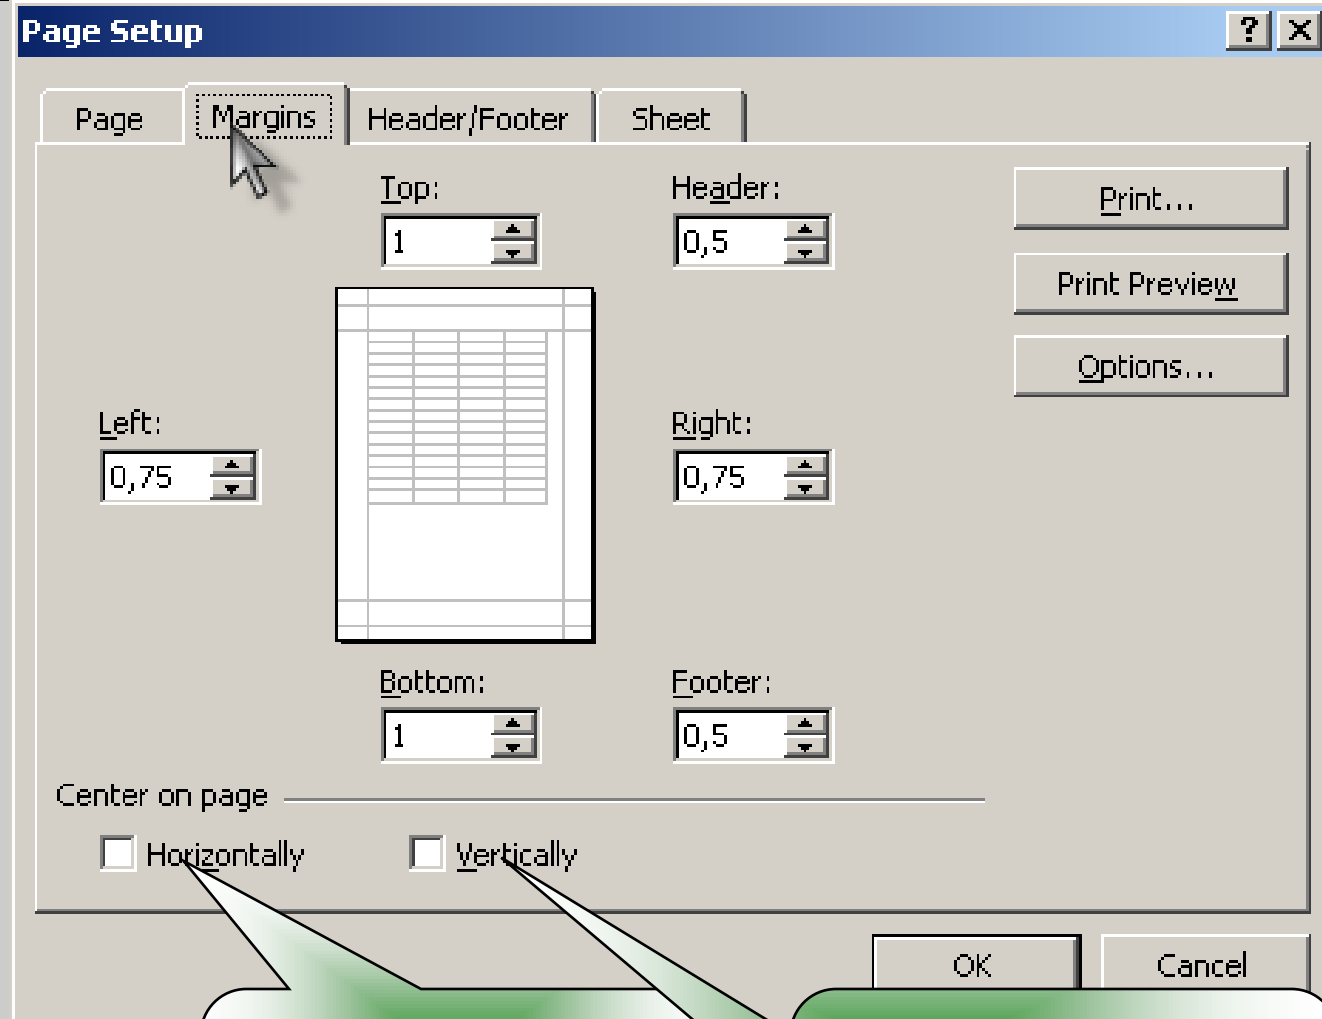 Page Setup
Page Margins Header/Footer Sheet
Top: Header:
1 0,5
Print...
Print Preview
Options...
Left: Right:
0,75 0,75
Bottom: Footer:
1 0,5
Center on page
Horizontally Vertically
OK Cancel